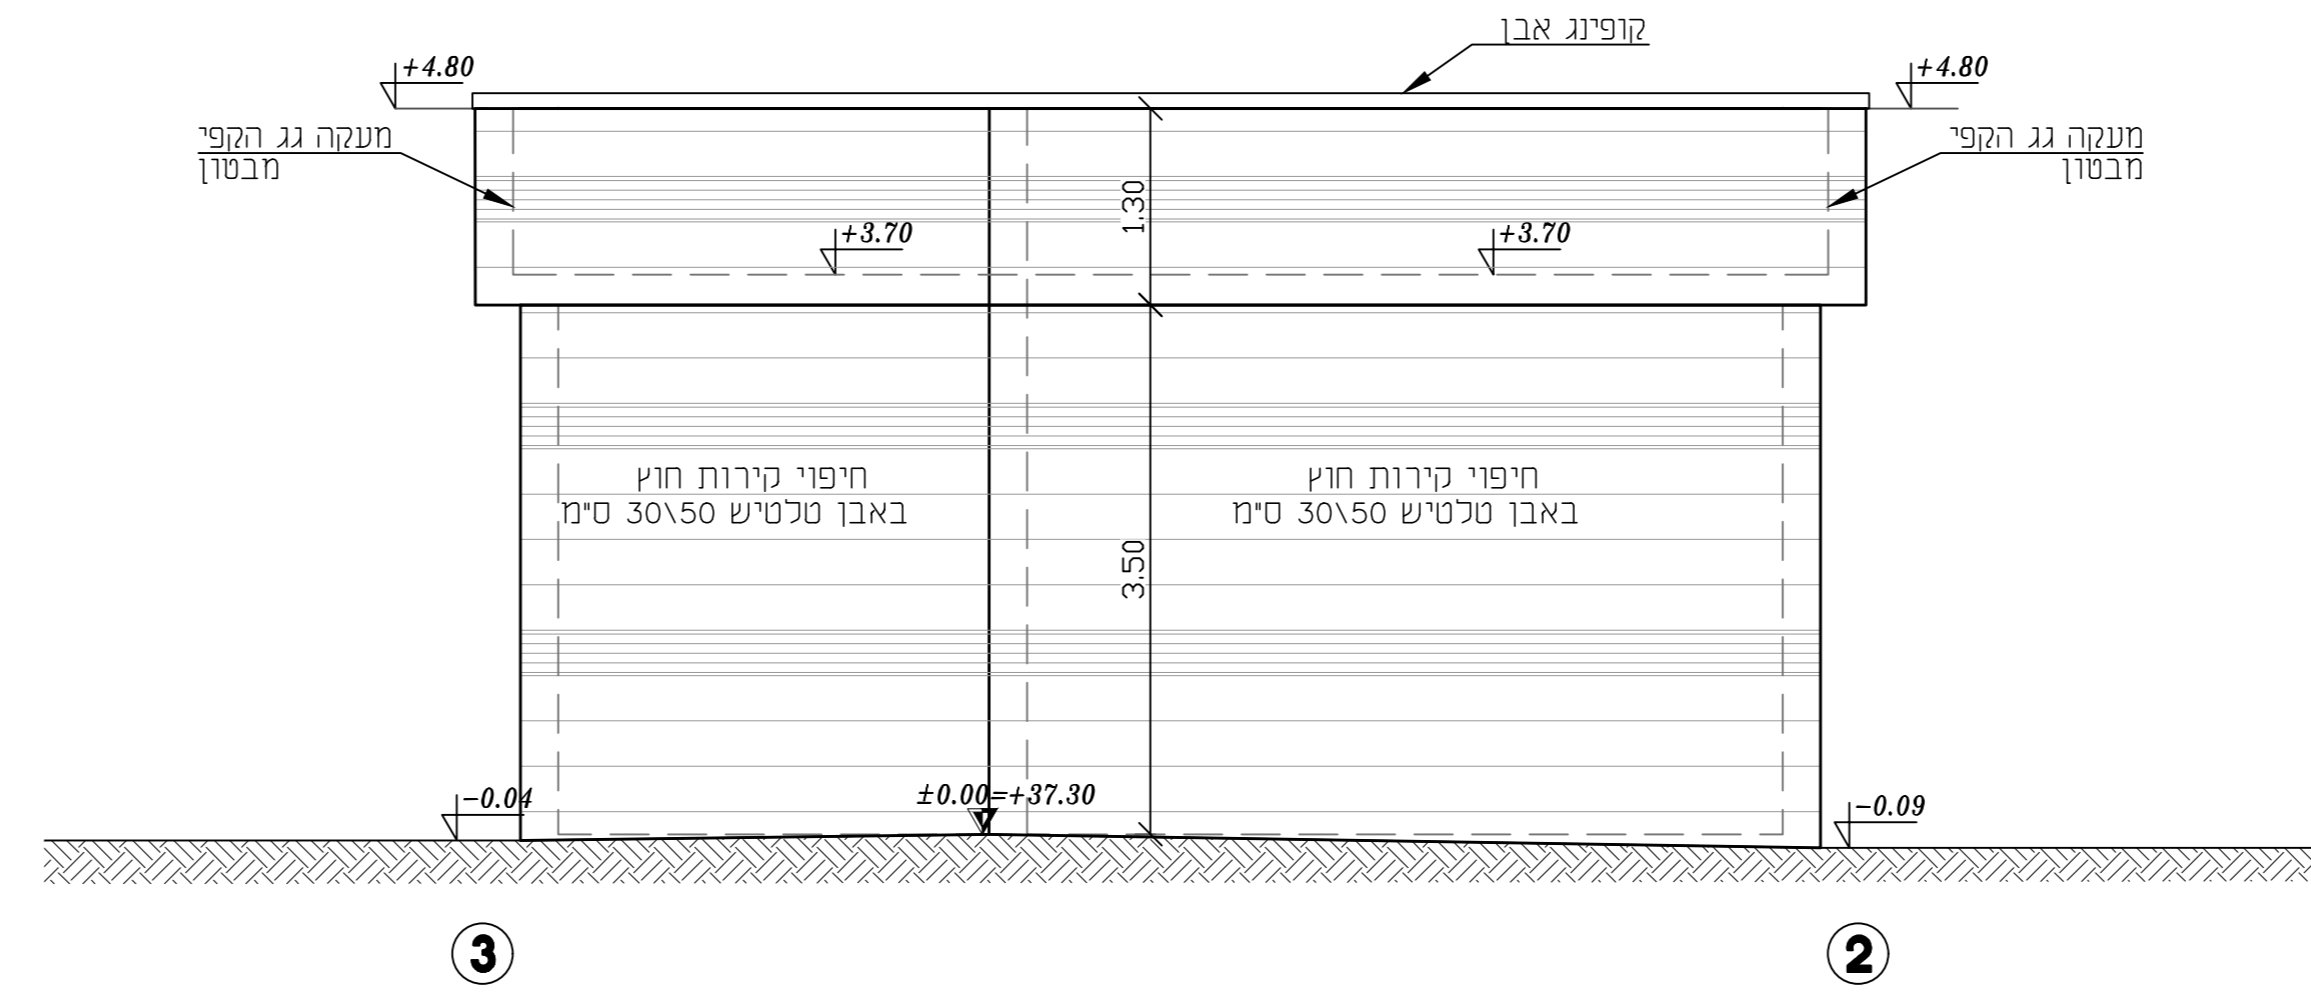 קופינג אבן
+4.80
+4.80
מעקה גג הקפי
מבטון
מעקה גג הקפי
מבטון
1.30
+3.70
+3.70
חיפוי קירות חוץ
באבן טלטיש 30\50 ס"מ
חיפוי קירות חוץ
באבן טלטיש 30\50 ס"מ
3.50
-0.04
±0.00=+37.30
-0.09
3
2